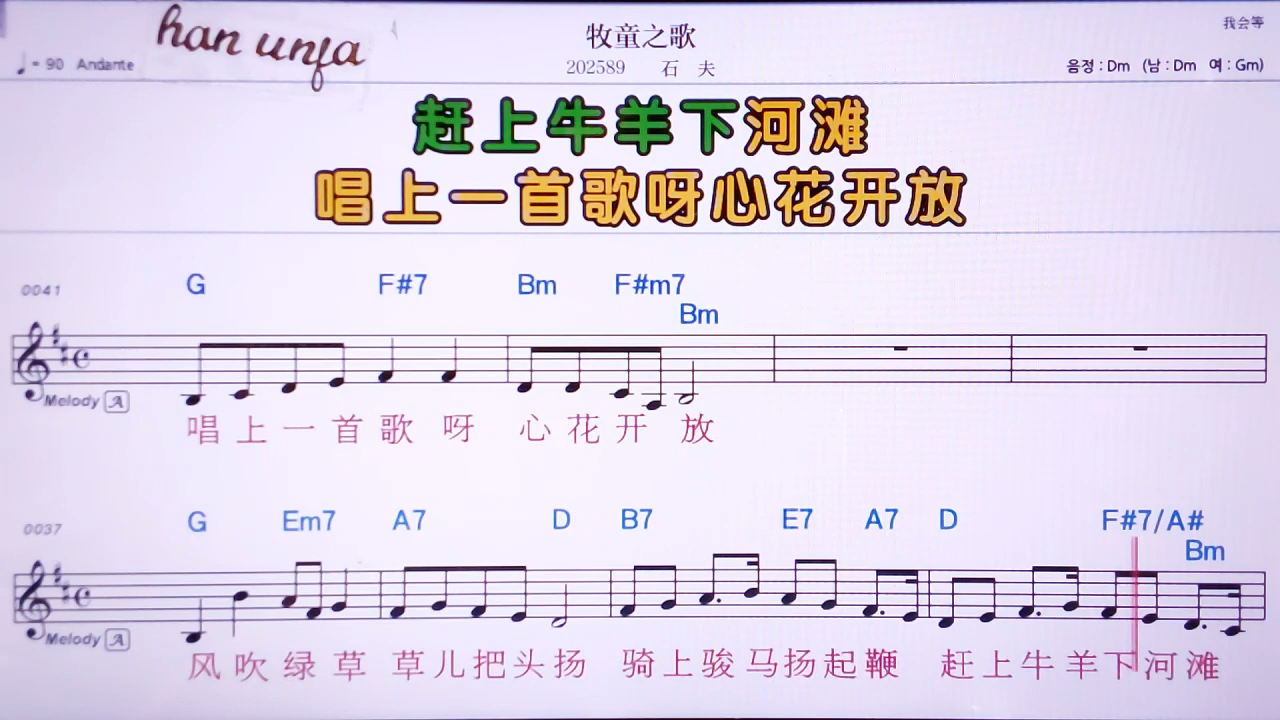 han unfa
牧童之歌
我会等
♩= 90 Andante
202589 石 夫
음정 : Dm (남 : Dm 여 : Gm)
赶上牛羊下河滩
唱上一首歌呀心花开放
0041
G F#7 Bm F#m7
Bm
Melody A
唱 上 一 首 歌 呀 心 花 开 放
0037
G Em7 A7 D B7 E7 A7 D F#7/A#
Bm
Melody A
风 吹 绿 草 草 儿 把 头 扬 骑 上 骏 马 扬 起 鞭 赶 上 牛 羊 下 河 滩